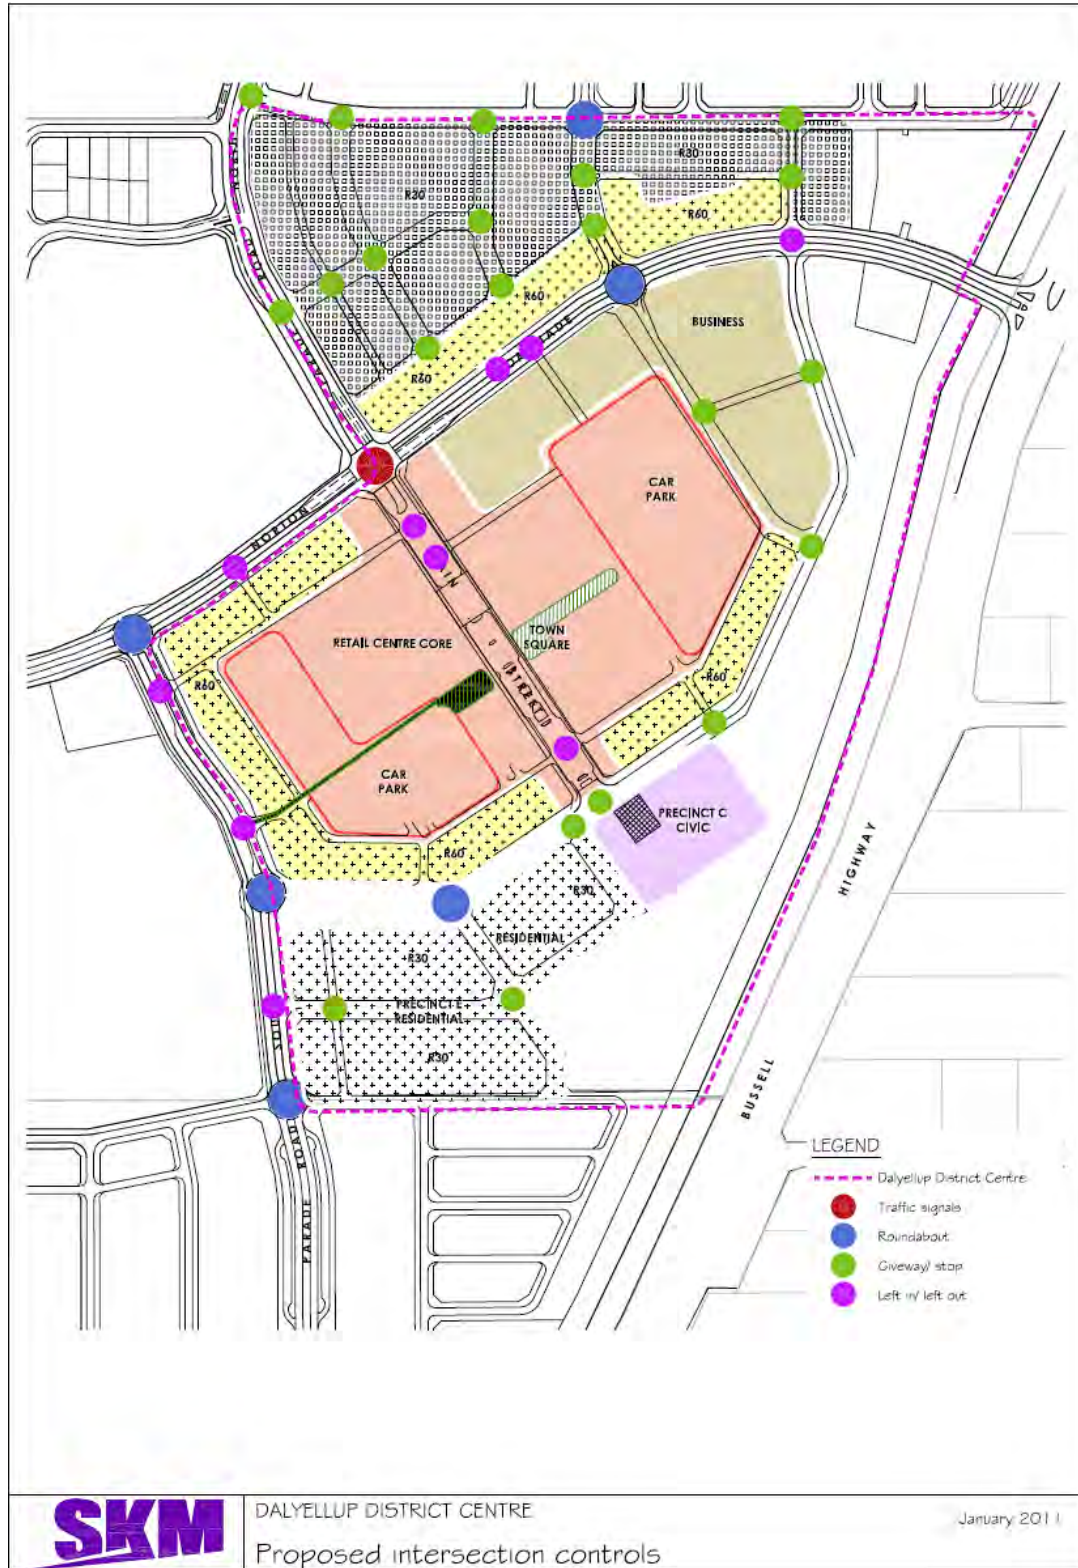 R30
R30
R60
R60
R60
BUSINESS
CAR
PARK
NORTON
RETAIL CENTRE CORE
TOWN
SQUARE
R60
R60
CAR
PARK
PRECINCT C
CIVIC
R60
R30
RESIDENTIAL
R30
PRECINCT E
RESIDENTIAL
R30
BUSSELL HIGHWAY
ROAD
PARADE
LEGEND
Dalyellup District Centre
Traffic signals
Roundabout
Giveway/ stop
Left in/ left out
SKM
DALYELLUP DISTRICT CENTRE
January 2011
Proposed intersection controls